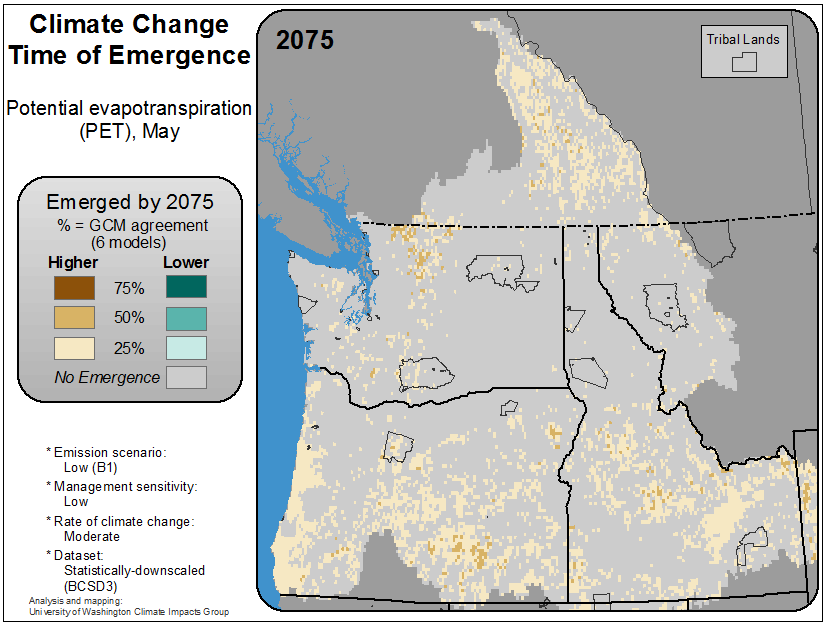 Climate Change
Time of Emergence
Potential evapotranspiration
(PET), May
Emerged by 2075
% = GCM agreement
(6 models)
Higher Lower
75%
50%
25%
No Emergence
* Emission scenario:
Low (B1)
* Management sensitivity:
Low
* Rate of climate change:
Moderate
* Dataset:
Statistically-downscaled
(BCSD3)
Analysis and mapping:
University of Washington Climate Impacts Group
2075
Tribal Lands